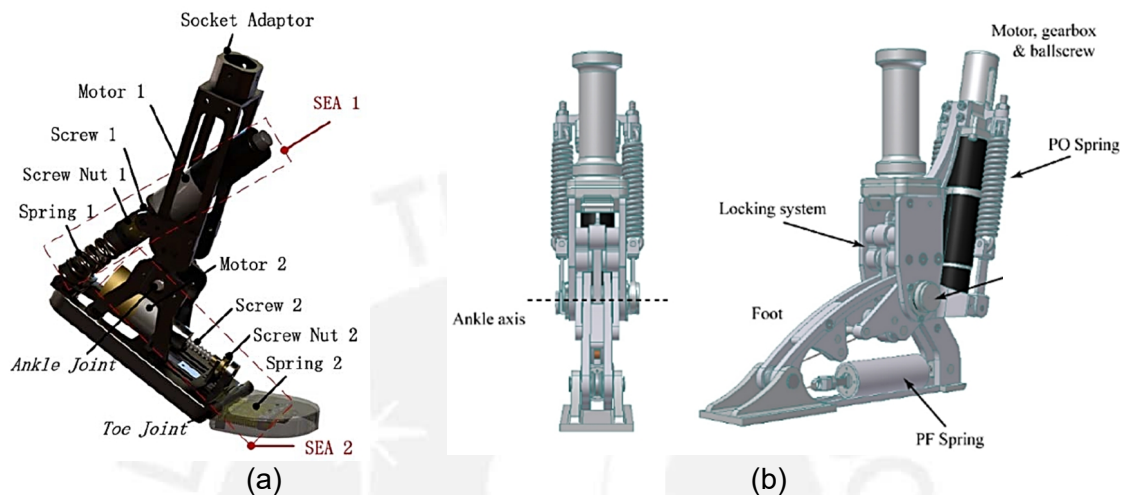 Socket Adaptor
Motor 1
SEA 1
Screw 1
Screw Nut 1
Spring 1
Motor 2
Screw 2
Screw Nut 2
Spring 2
Ankle Joint
Toe Joint
SEA 2
(a)
Motor, gearbox
& ballscrew
PO Spring
Locking system
Ankle axis
Foot
PF Spring
(b)